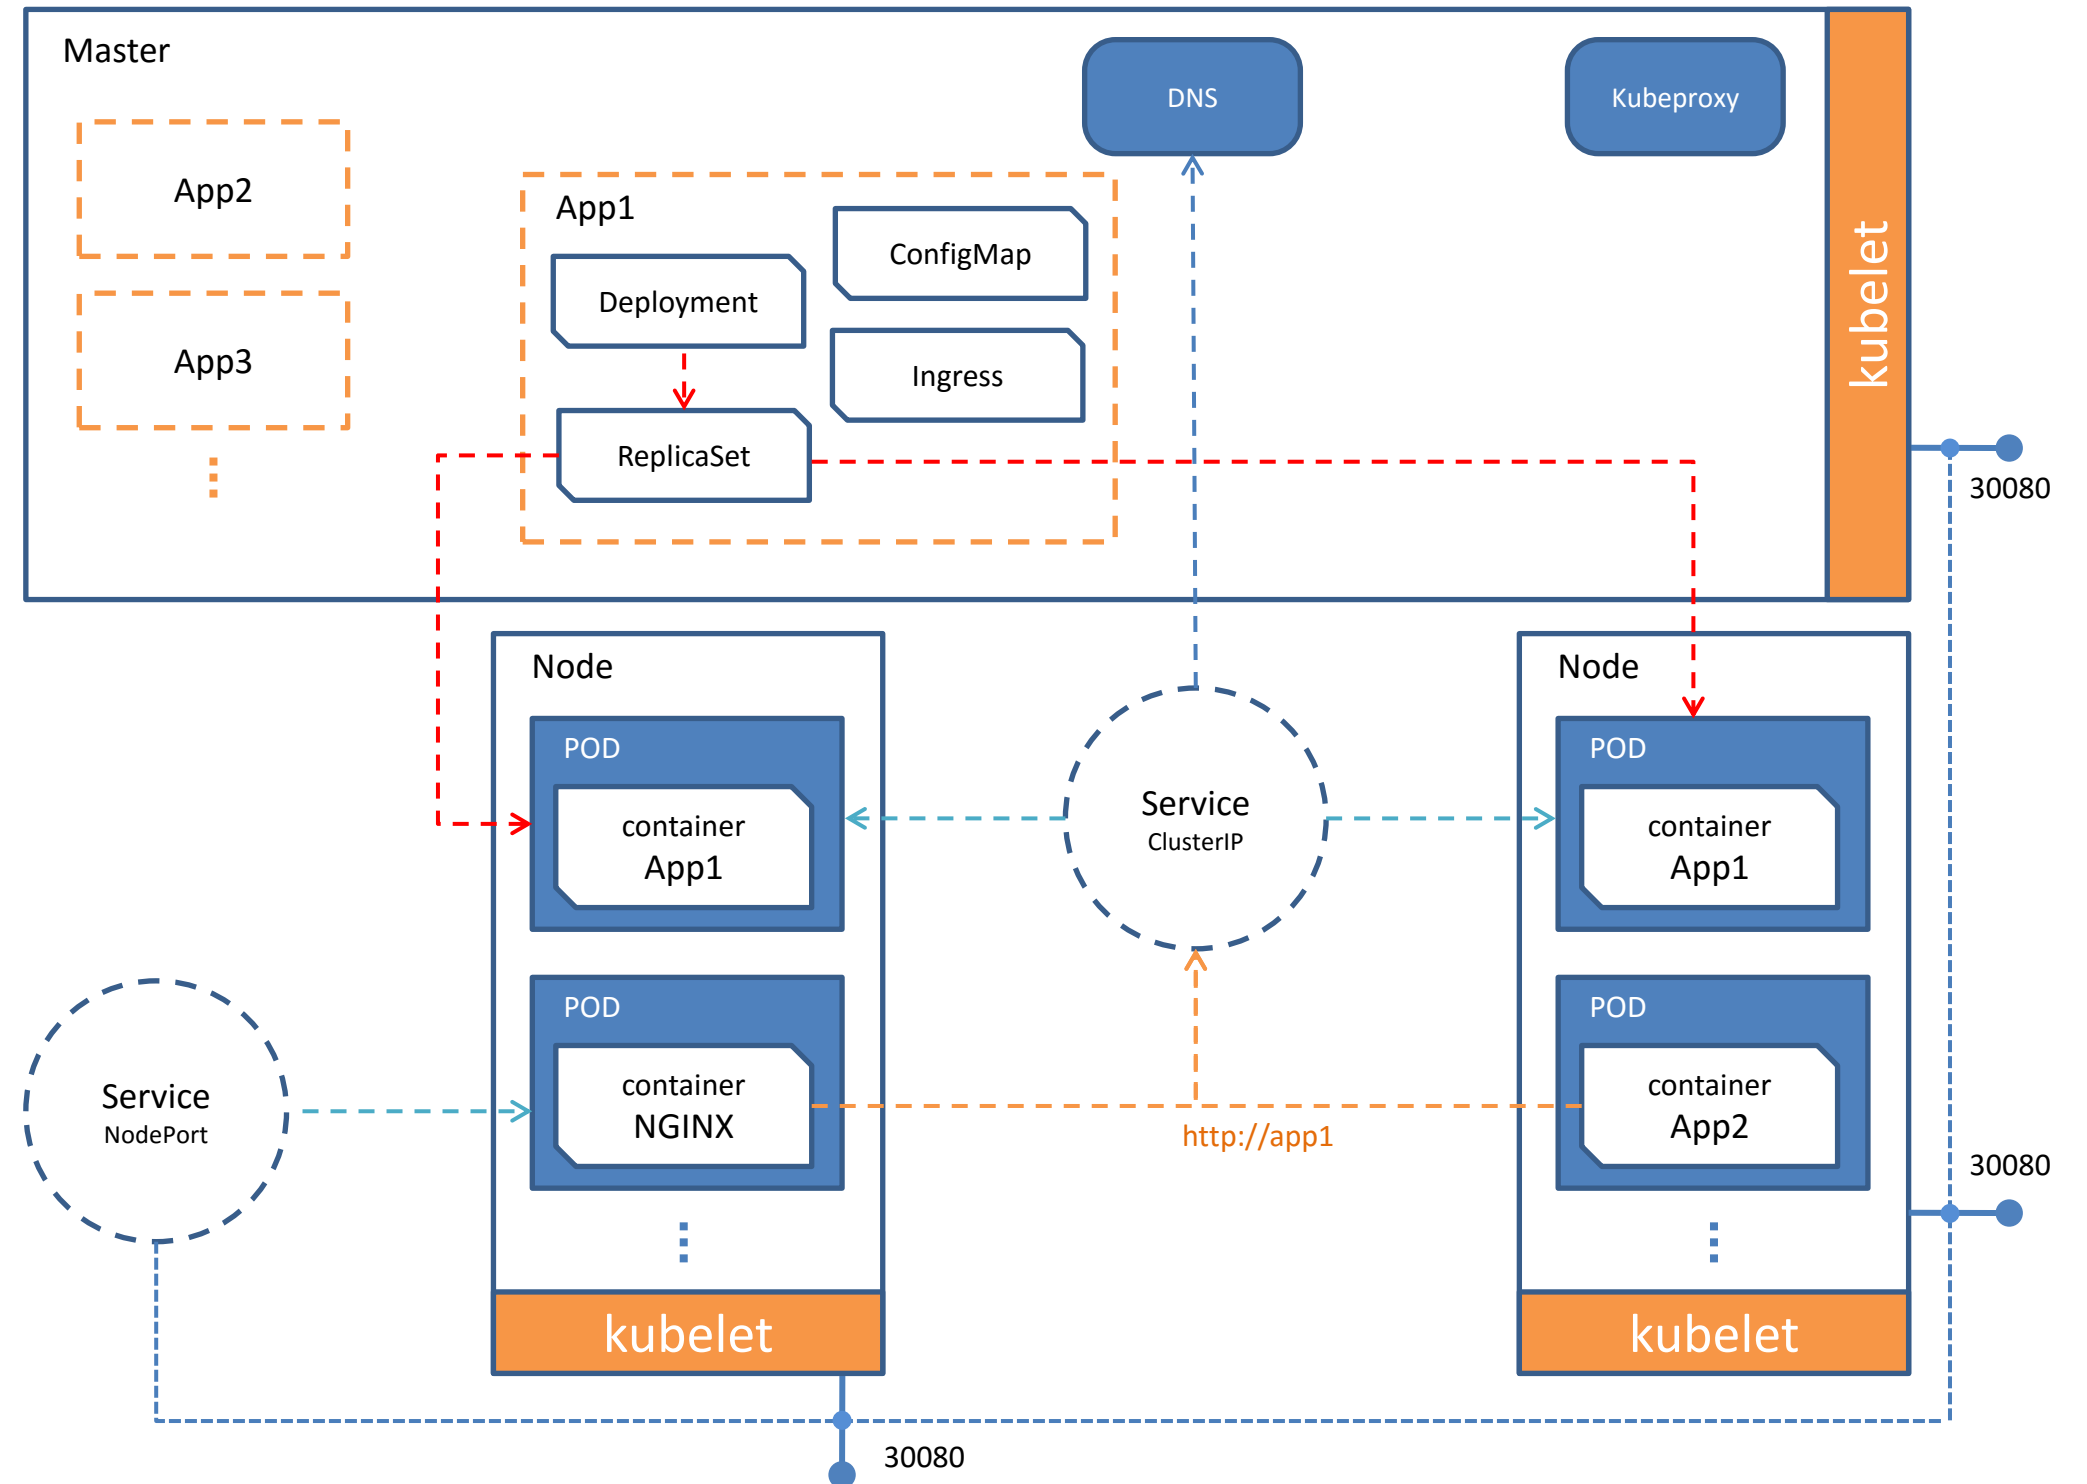 Master
DNS
Kubeproxy
kubelet
App2
App3
App1
ConfigMap
Deployment
Ingress
ReplicaSet
30080
Node
POD
container
App1
POD
container
NGINX
kubelet
Service
ClusterIP
http://app1
Node
POD
container
App1
POD
container
App2
kubelet
Service
NodePort
30080
30080